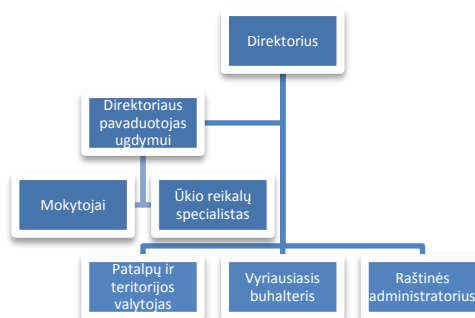 Direktorius
Direktoriaus
pavaduotojas
ugdymui
Mokytojai
Ūkio reikalų
specialistas
Patalpų ir
teritorijos
valytojas
Vyriausiasis
buhalteris
Raštinės
administratorius